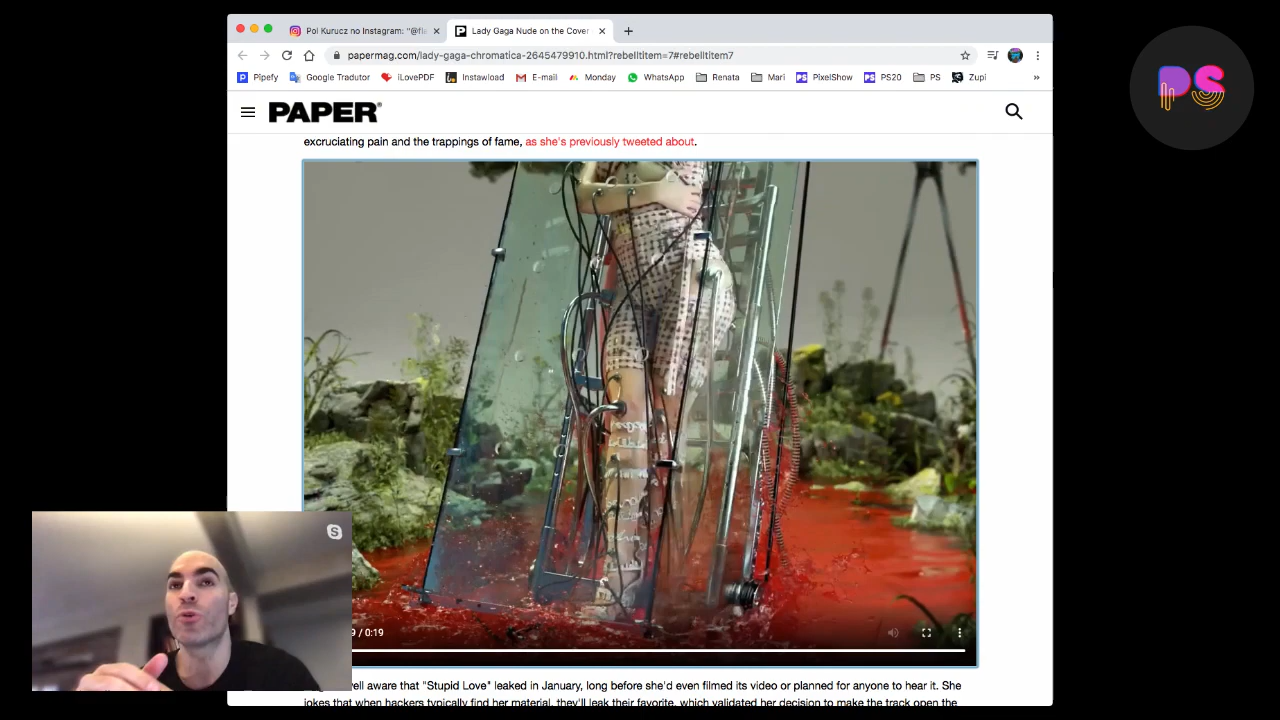 Pol Kurucz no Instagram: "@fla
Lady Gaga Nude on the Cover
papermag.com/lady-gaga-chromatica-2645479910.html?rebelltitem=7#rebelltitem7
Pipefy
Google Tradutor
iLovePDF
Instawload
E-mail
Monday
WhatsApp
Renata
Mari
PixelShow
PS20
PS
Zupi
»
PAPER
PS
excruciating pain and the trappings of fame, as she's previously tweeted about.
9 / 0:19
ell aware that "Stupid Love" leaked in January, long before she'd even filmed its video or planned for anyone to hear it. She
jokes that when hackers typically find her material, they'll leak their favorite, which validated her decision to make the track open the